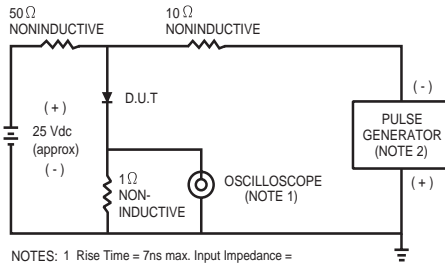 50 Ω
NONINDUCTIVE
10 Ω
NONINDUCTIVE
( + )
25 Vdc
(approx)
( - )
D.U.T
1 Ω
NON-
INDUCTIVE
OSCILLOSCOPE
(NOTE 1)
( - )
PULSE
GENERATOR
(NOTE 2)
( + )
NOTES: 1 Rise Time = 7ns max. Input Impedance =